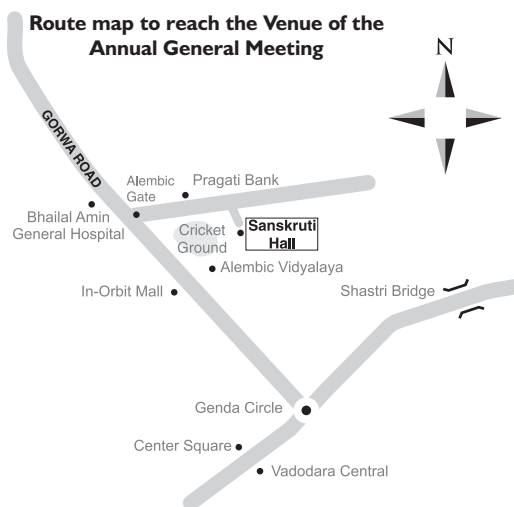 Route map to reach the Venue of the
Annual General Meeting
N
GORWA ROAD
Alembic
Gate
Pragati Bank
Bhailal Amin
General Hospital
Cricket
Ground
Sanskruti
Hall
Alembic Vidyalaya
In-Orbit Mall
Shastri Bridge
Genda Circle
Center Square
Vadodara Central